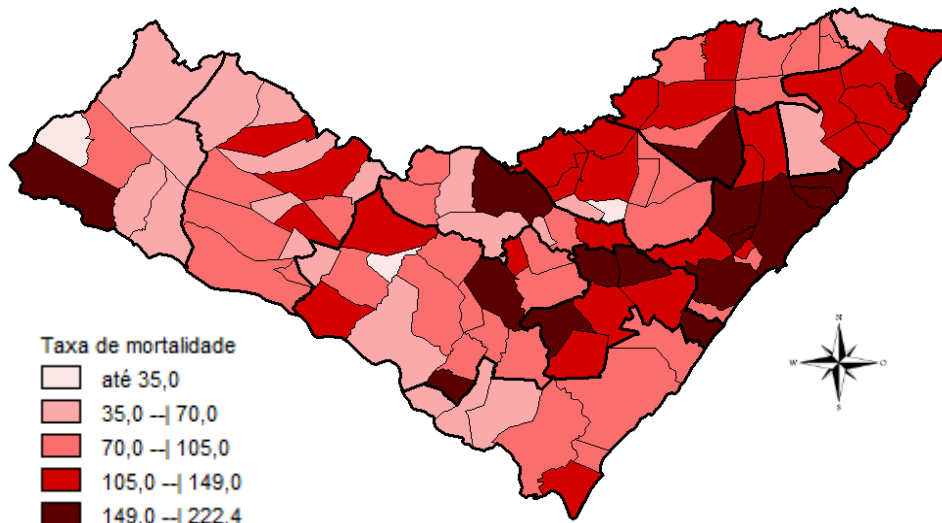 Taxa de mortalidade
até 35,0
35,0 --| 70,0
70,0 --| 105,0
105,0 --| 149,0
149,0 --| 222,4
N
W
O
S